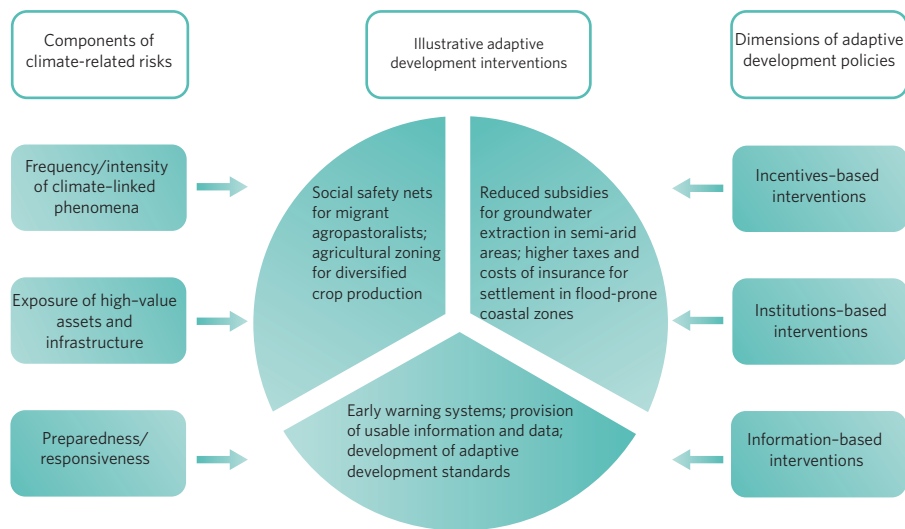 Components of
climate-related risks
Illustrative adaptive
development interventions
Dimensions of adaptive
development policies
Frequency/intensity
of climate–linked
phenomena
Exposure of high–value
assets and
infrastructure
Preparedness/
responsiveness
Social safety nets
for migrant
agropastoralists;
agricultural zoning
for diversified
crop production
Reduced subsidies
for groundwater
extraction in semi-arid
areas; higher taxes and
costs of insurance for
settlement in flood-prone
coastal zones
Early warning systems; provision
of usable information and data;
development of adaptive
development standards
Incentives–based
interventions
Institutions–based
interventions
Information–based
interventions